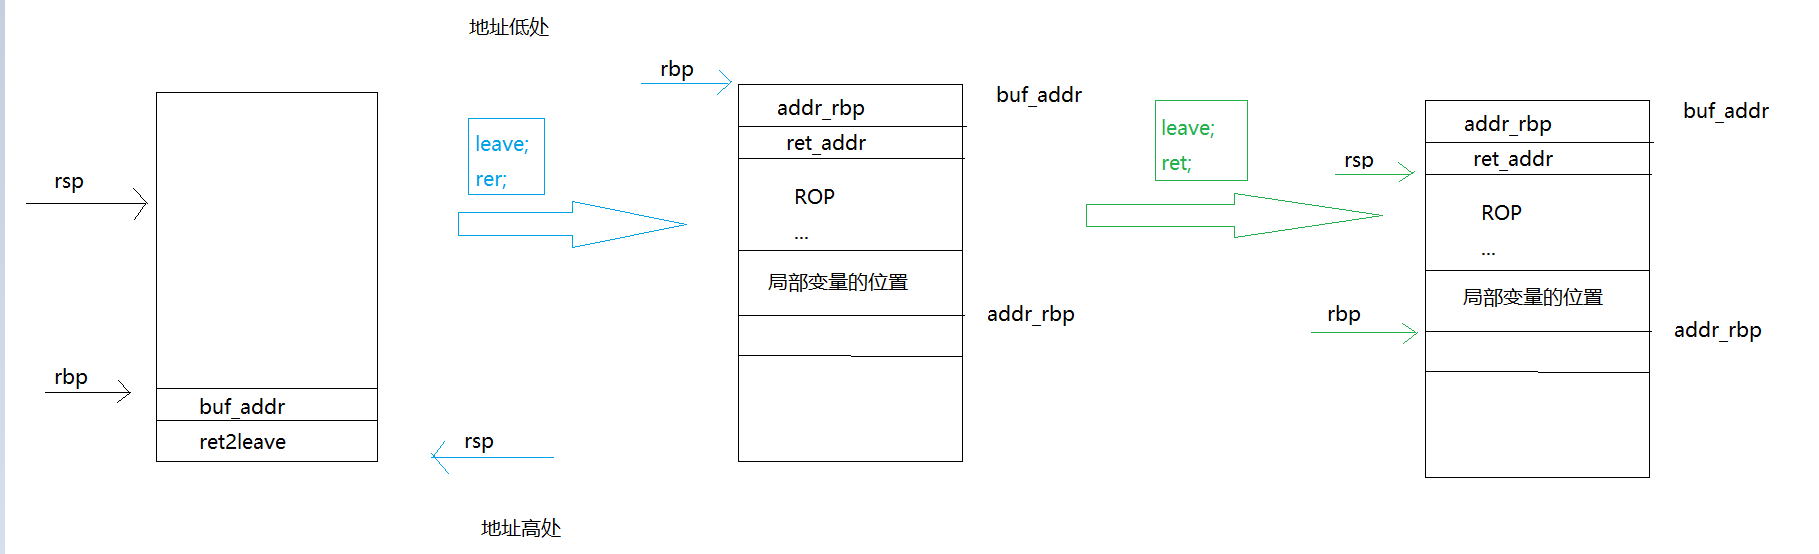 地址低处
rsp
rbp
buf_addr
ret2leave
leave;
rer;
rsp
地址高处
rbp
addr_rbp
ret_addr
ROP
...
局部变量的位置
buf_addr
addr_rbp
leave;
ret;
rsp
rbp
addr_rbp
ret_addr
ROP
...
局部变量的位置
buf_addr
addr_rbp